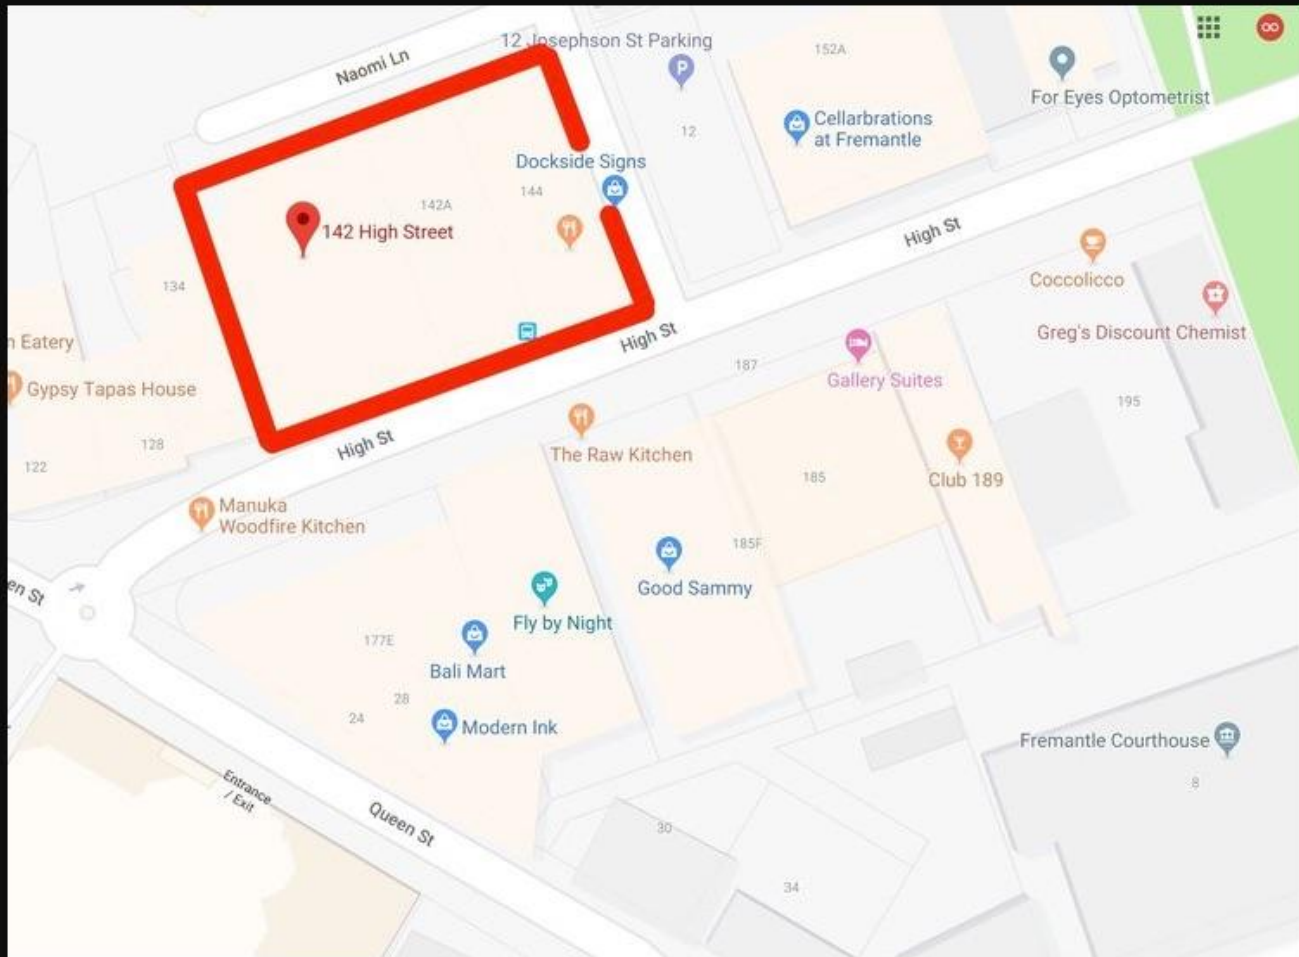 12 Josephson St Parking
152A
Naomi Ln
For Eyes Optometrist
Cellarbrations
at Fremantle
12
Dockside Signs
144
142A
142 High Street
High St
134
Coccolicco
High St
Greg's Discount Chemist
n Eatery
187
Gallery Suites
Gypsy Tapas House
195
High St
128
The Raw Kitchen
122
185
Club 189
Manuka
Woodfire Kitchen
185F
Good Sammy
en St
Fly by Night
177E
Bali Mart
28
24
Modern Ink
Fremantle Courthouse
8
Entrance
/ Exit
Queen St
30
34